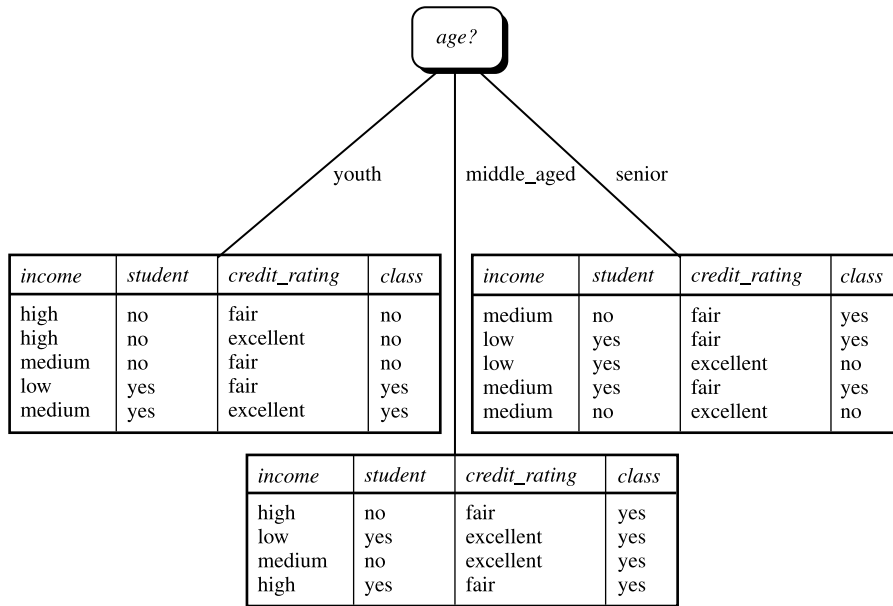 age?
youth
middle_aged
senior
income student credit_rating class
high no fair no
high no excellent no
medium no fair no
low yes fair yes
medium yes excellent yes
income student credit_rating class
medium no fair yes
low yes fair yes
low yes excellent no
medium yes fair yes
medium no excellent no
income student credit_rating class
high no fair yes
low yes excellent yes
medium no excellent yes
high yes fair yes